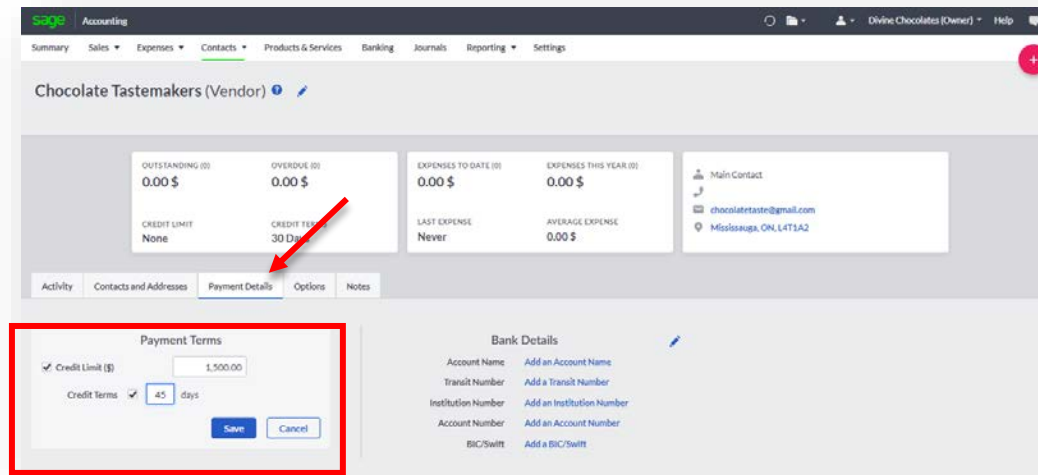 sage Accounting Divine Chocolates (Owner) Help
Summary Sales Expenses Contacts Products & Services Banking Journals Reporting Settings
Chocolate Tastemakers (Vendor)
OUTSTANDING (0) OVERDUE (0) EXPENSES TO DATE (0) EXPENSES THIS YEAR (0)
0.00 $ 0.00 $ 0.00 $ 0.00 $
Main Contact
chocolatetaste@gmail.com
Mississauga, ON, L4T1A2
CREDIT LIMIT CREDIT TERMS LAST EXPENSE AVERAGE EXPENSE
None 30 Days Never 0.00 $
Activity Contacts and Addresses Payment Details Options Notes
Payment Terms
Credit Limit ($) 1,500.00
Credit Terms 45 days
Save Cancel
Bank Details
Account Name Add an Account Name
Transit Number Add a Transit Number
Institution Number Add an Institution Number
Account Number Add an Account Number
BIC/Swift Add a BIC/Swift